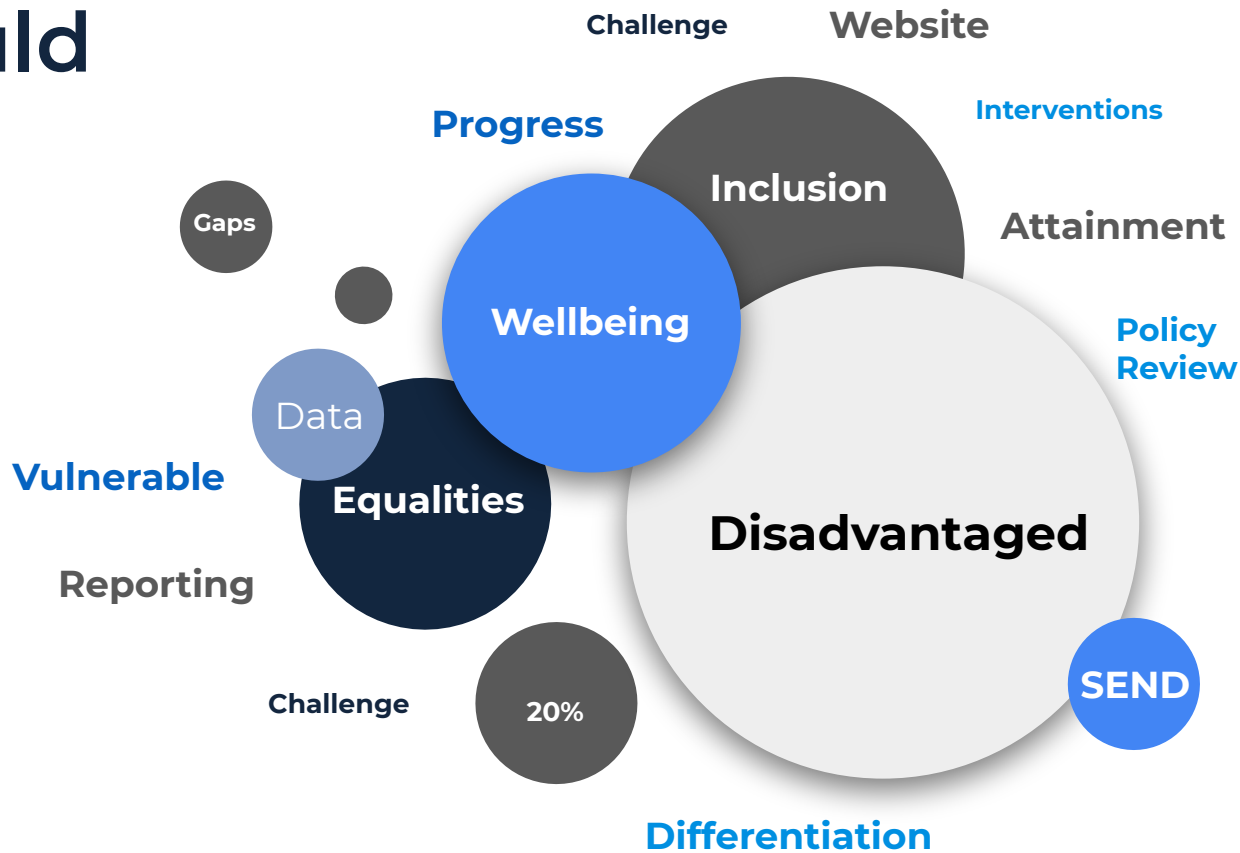 Challenge
Website
Progress
Interventions
Inclusion
Gaps
Attainment
Wellbeing
Policy
Review
Data
Vulnerable
Equalities
Disadvantaged
Reporting
SEND
Challenge
20%
Differentiation